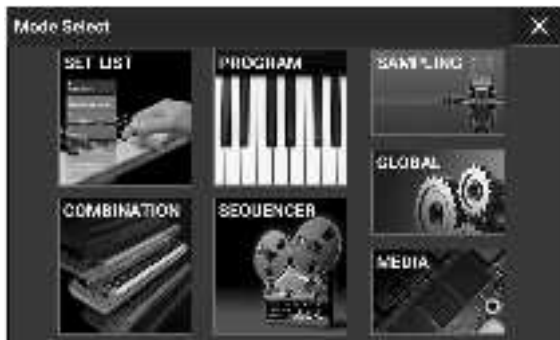 Mode Select
SET LIST
PROGRAM
SAMPLING
GLOBAL
COMBINATION
SEQUENCER
MEDIA